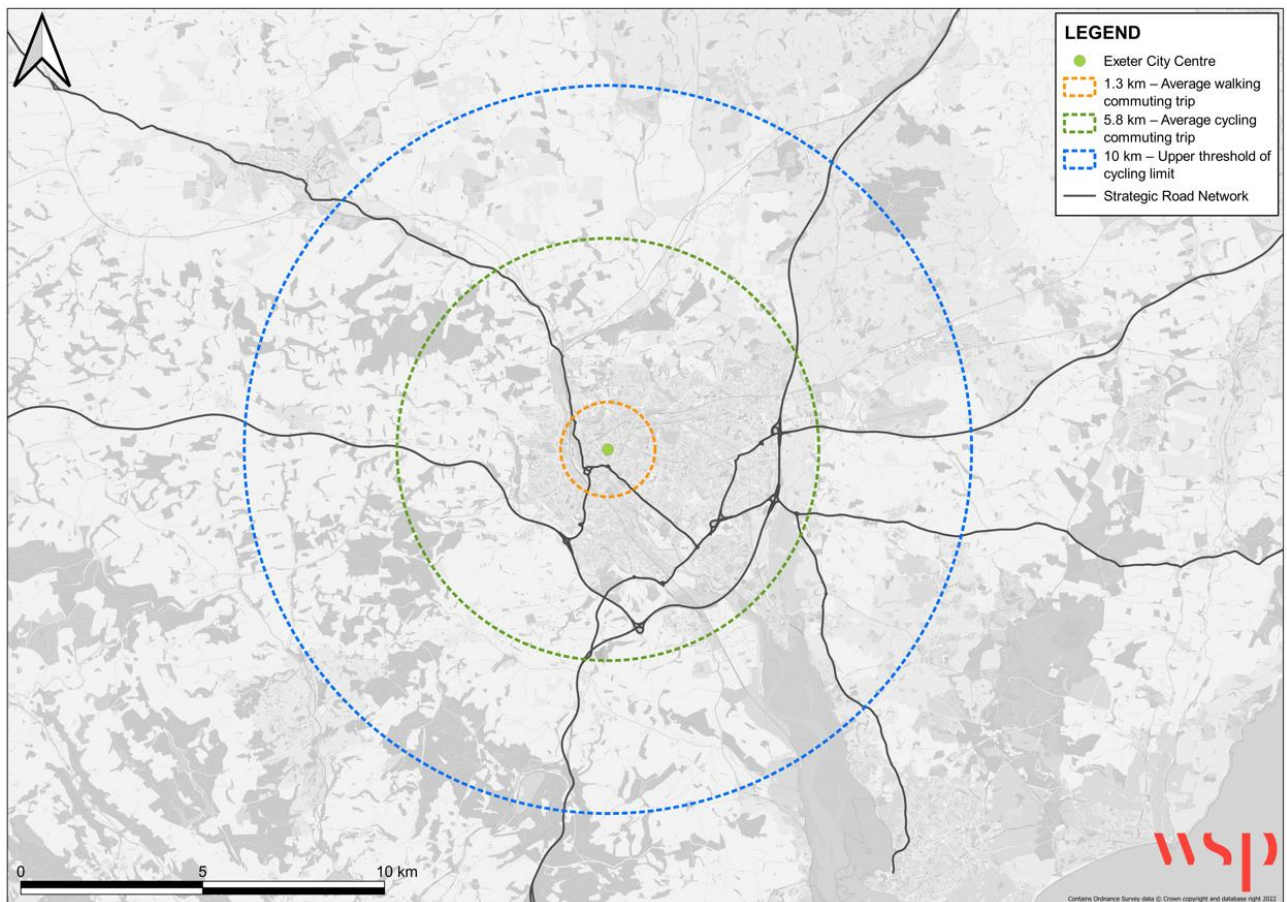 LEGEND
Exeter City Centre
1.3 km – Average walking
commuting trip
5.8 km – Average cycling
commuting trip
10 km – Upper threshold of
cycling limit
Strategic Road Network
0 5 10 km
wsp
Contains Ordnance Survey data © Crown copyright and database right 2022